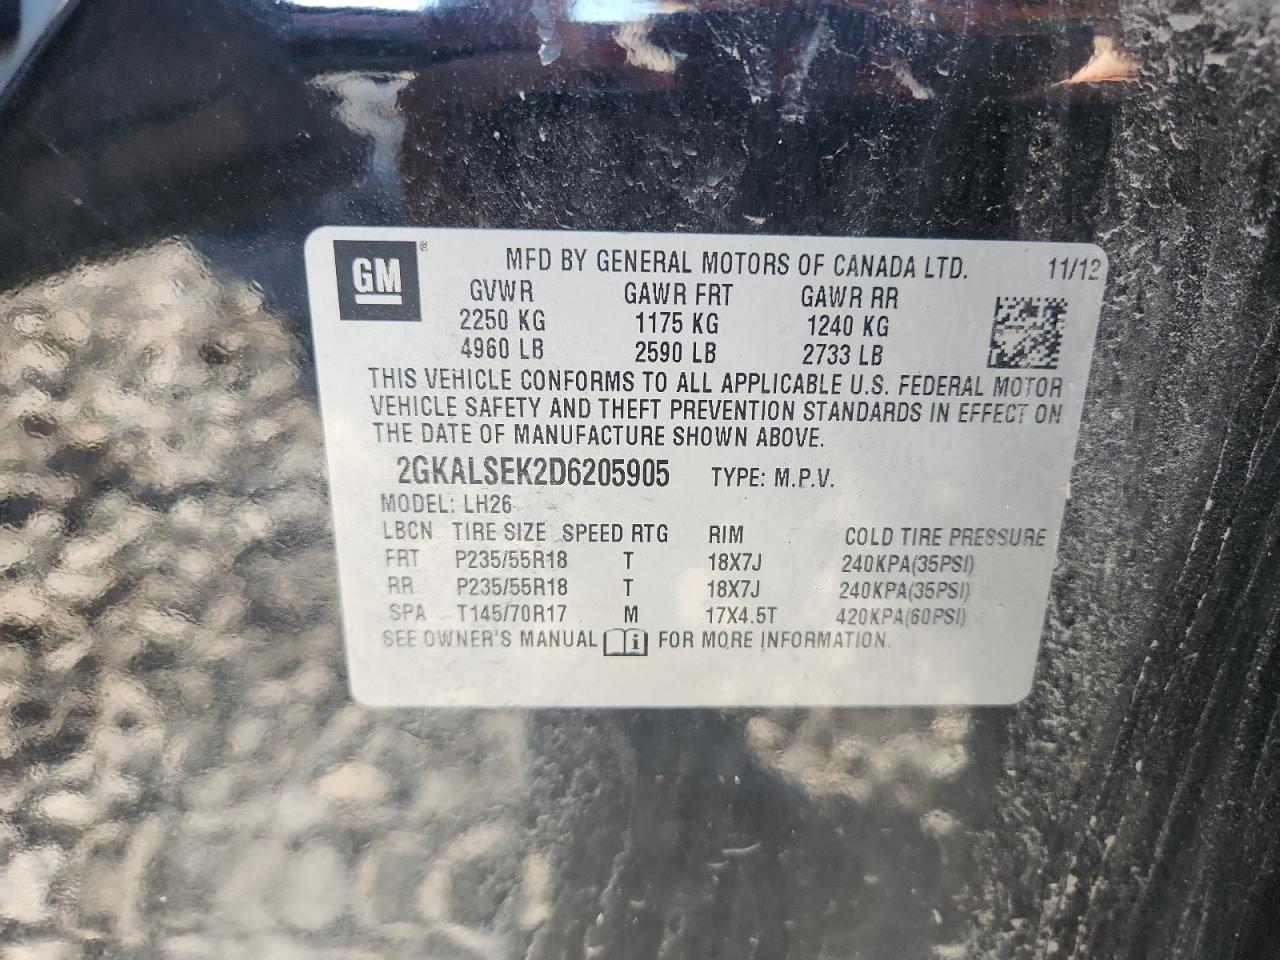 GM® MFD BY GENERAL MOTORS OF CANADA LTD. 11/12
GVWR GAWR FRT GAWR RR
2250 KG 1175 KG 1240 KG
4960 LB 2590 LB 2733 LB
THIS VEHICLE CONFORMS TO ALL APPLICABLE U.S. FEDERAL MOTOR
VEHICLE SAFETY AND THEFT PREVENTION STANDARDS IN EFFECT ON
THE DATE OF MANUFACTURE SHOWN ABOVE.
2GKALSEK2D6205905 TYPE: M.P.V.
MODEL: LH26
LBCN TIRE SIZE SPEED RTG RIM COLD TIRE PRESSURE
FRT P235/55R18 T 18X7J 240KPA(35PSI)
RR P235/55R18 T 18X7J 240KPA(35PSI)
SPA T145/70R17 M 17X4.5T 420KPA(60PSI)
SEE OWNER'S MANUAL i FOR MORE INFORMATION.